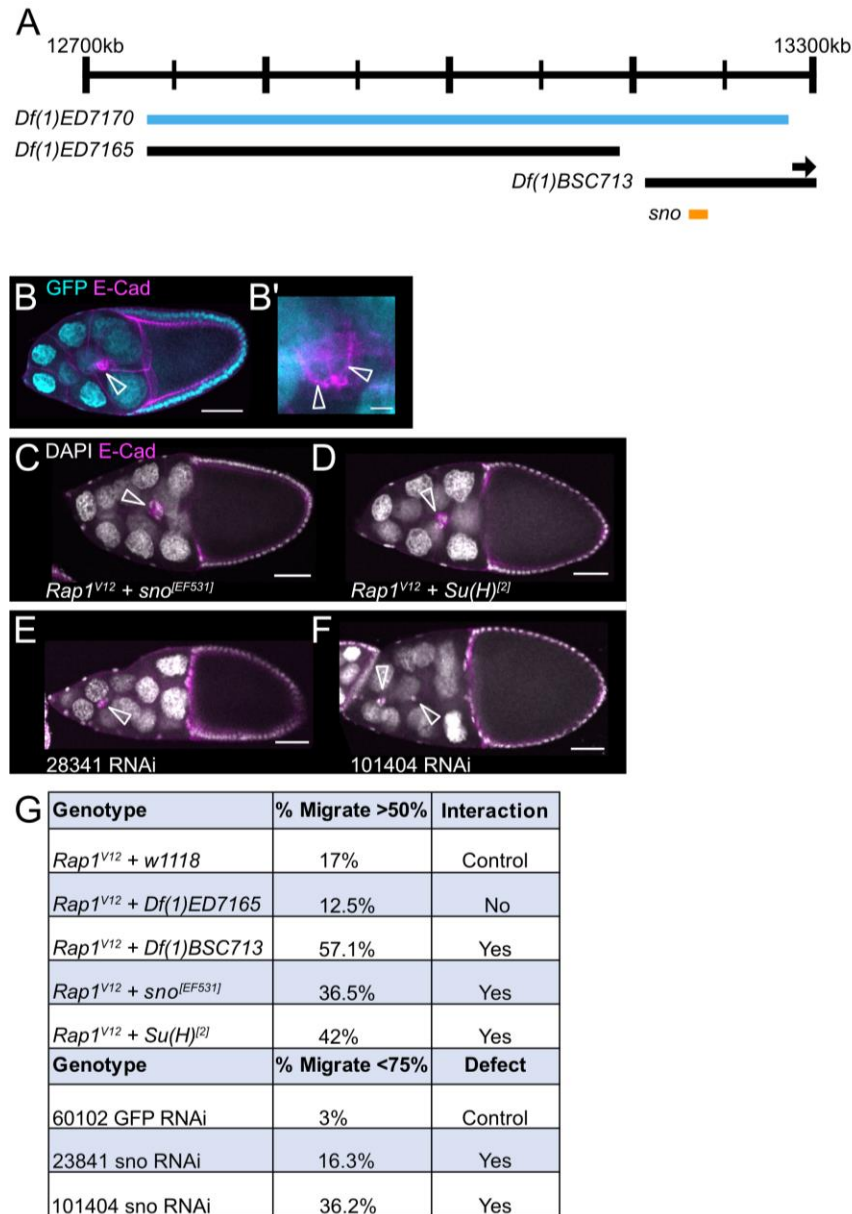 A
12700kb 13300kb
Df(1)ED7170
Df(1)ED7165
Df(1)BSC713
sno
B GFP E-Cad B'
C DAPI E-Cad D
Rap1V12 + sno[EF531] Rap1V12 + Su(H)[2]
E F
28341 RNAi 101404 RNAi
G Genotype % Migrate >50% Interaction
Rap1V12 + w1118 17% Control
Rap1V12 + Df(1)ED7165 12.5% No
Rap1V12 + Df(1)BSC713 57.1% Yes
Rap1V12 + sno[EF531] 36.5% Yes
Rap1V12 + Su(H)[2] 42% Yes
Genotype % Migrate <75% Defect
60102 GFP RNAi 3% Control
23841 sno RNAi 16.3% Yes
101404 sno RNAi 36.2% Yes